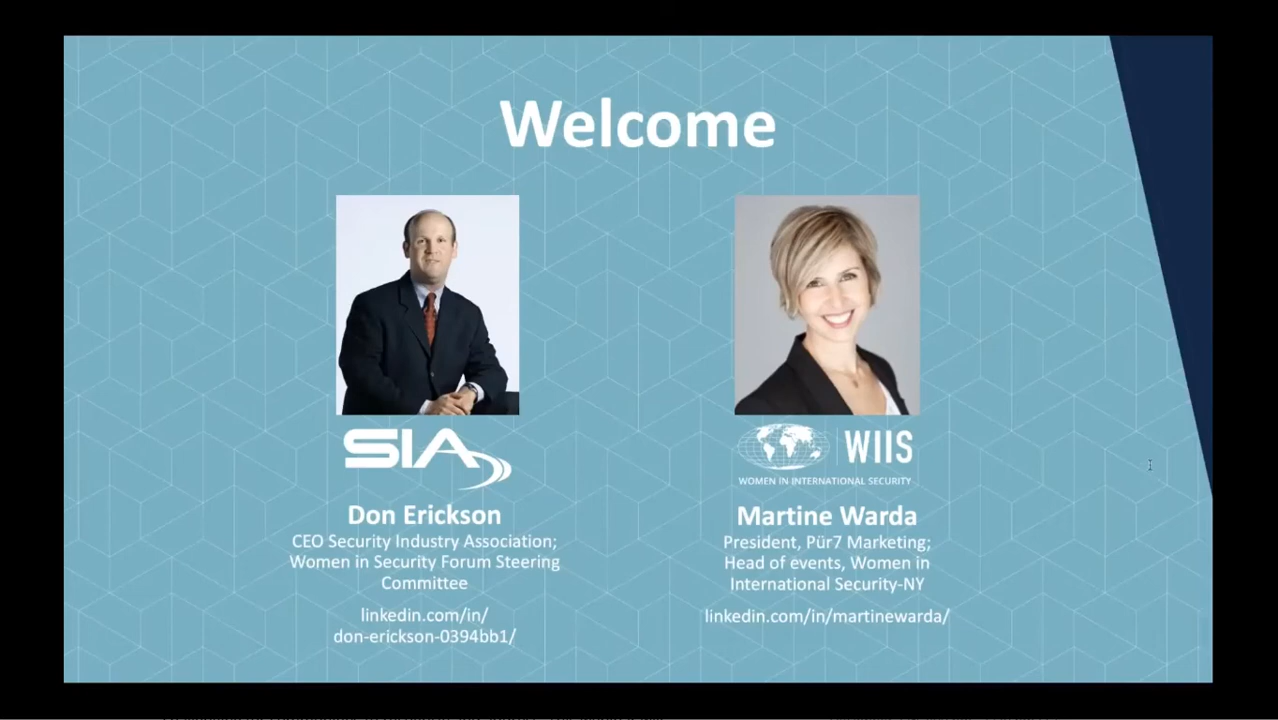 Welcome
SIA
Don Erickson
CEO Security Industry Association;
Women in Security Forum Steering
Committee
linkedin.com/in/
don-erickson-0394bb1/
WIIS
WOMEN IN INTERNATIONAL SECURITY
Martine Warda
President, Pür7 Marketing;
Head of events, Women in
International Security-NY
linkedin.com/in/martinewarda/